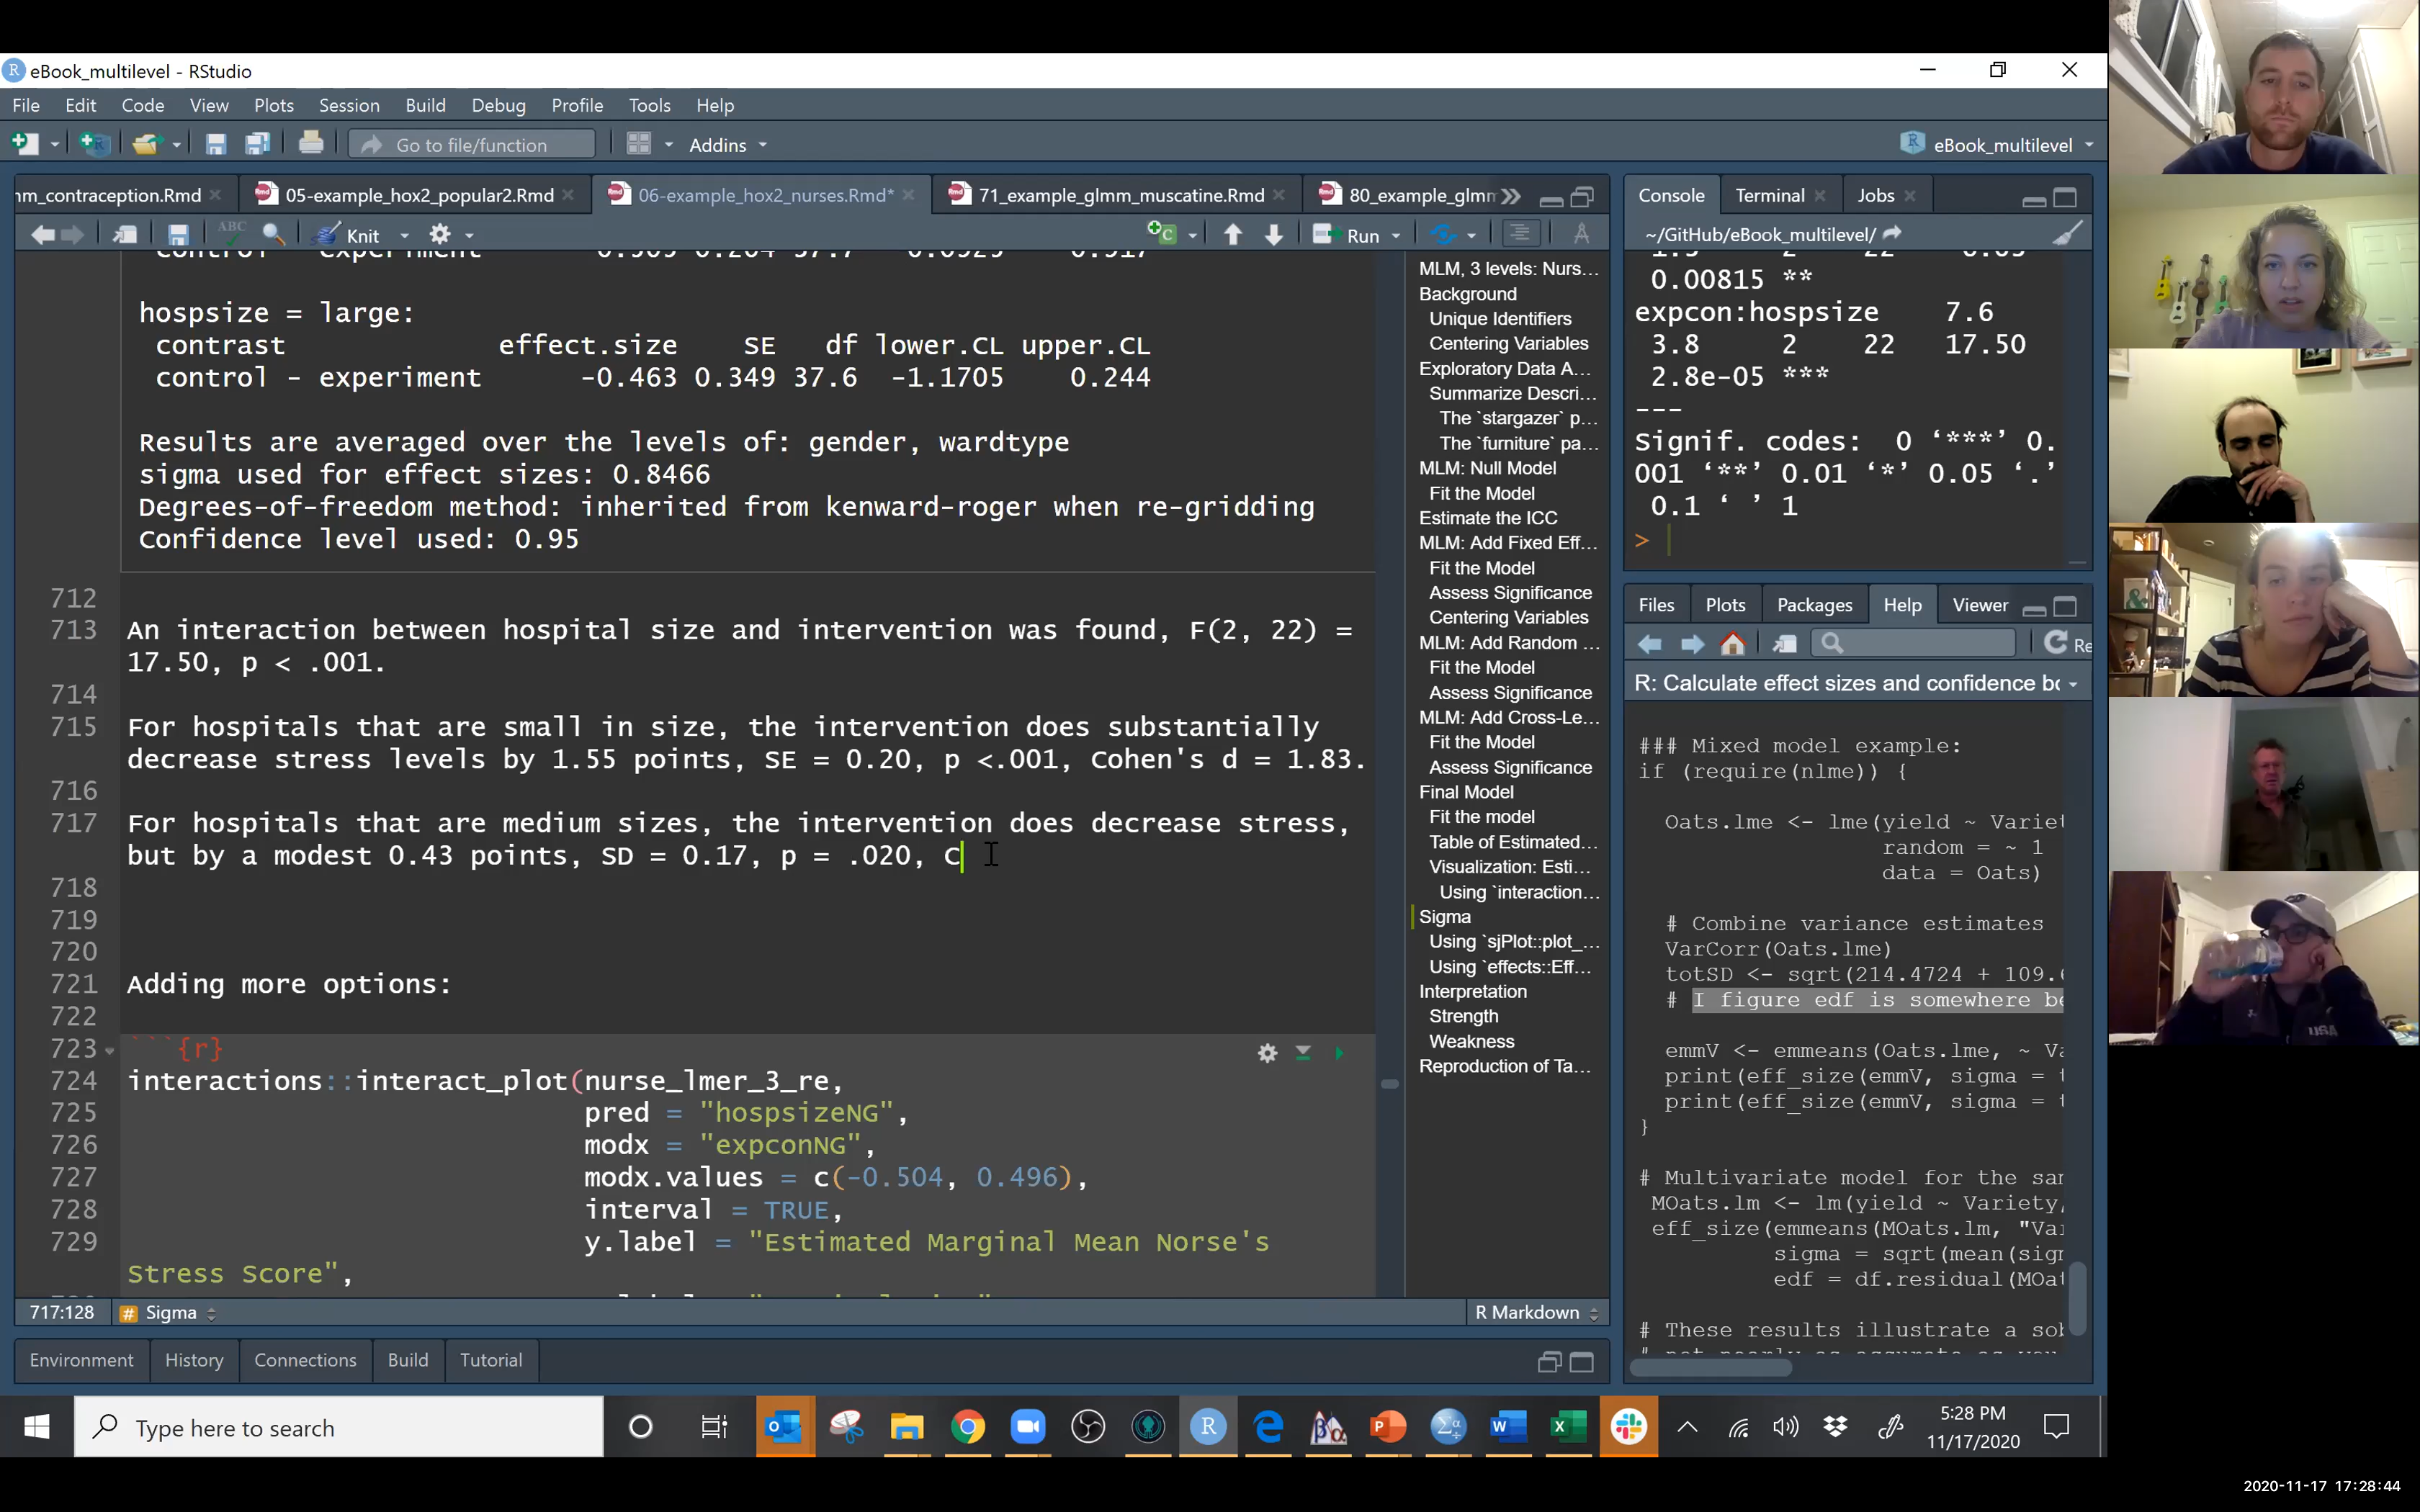 eBook_multilevel - RStudio
File Edit Code View Plots Session Build Debug Profile Tools Help
Go to file/function
Addins
eBook_multilevel
m_contraception.Rmd
05-example_hox2_popular2.Rmd
06-example_hox2_nurses.Rmd*
71_example_glmm_muscatine.Rmd
80_example_glmn
ABC
Knit
Run
hospsize = large:
contrast effect.size SE df lower.CL upper.CL
control - experiment -0.463 0.349 37.6 -1.1705 0.244
Results are averaged over the levels of: gender, wardtype
sigma used for effect sizes: 0.8466
Degrees-of-freedom method: inherited from kenward-roger when re-gridding
Confidence level used: 0.95
712
713 An interaction between hospital size and intervention was found, F(2, 22) =
17.50, p < .001.
714
715 For hospitals that are small in size, the intervention does substantially
decrease stress levels by 1.55 points, SE = 0.20, p <.001, Cohen's d = 1.83.
716
717 For hospitals that are medium sizes, the intervention does decrease stress,
but by a modest 0.43 points, SD = 0.17, p = .020, C
718
719
720
721 Adding more options:
722
723 ```{r}
724 interactions::interact_plot(nurse_lmer_3_re,
725 pred = "hospsizeNG",
726 modx = "expconNG",
727 modx.values = c(-0.504, 0.496),
728 interval = TRUE,
729 y.label = "Estimated Marginal Mean Norse's
Stress Score",
717:128
# Sigma
R Markdown
Environment History Connections Build Tutorial
MLM, 3 levels: Nurs...
Background
Unique Identifiers
Centering Variables
Exploratory Data A...
Summarize Descri...
The `stargazer` p...
The `furniture` pa...
MLM: Null Model
Fit the Model
Estimate the ICC
MLM: Add Fixed Eff...
Fit the Model
Assess Significance
Centering Variables
MLM: Add Random ...
Fit the Model
Assess Significance
MLM: Add Cross-Le...
Fit the Model
Assess Significance
Final Model
Fit the model
Table of Estimated...
Visualization: Esti...
Using `interaction...
Sigma
Using `sjPlot::plot_...
Using `effects::Eff...
Interpretation
Strength
Weakness
Reproduction of Ta...
Console Terminal Jobs
~/GitHub/eBook_multilevel/
0.00815 **
expcon:hospsize 7.6
3.8 2 22 17.50
2.8e-05 ***
---
Signif. codes: 0 ‘***’ 0.
001 ‘**’ 0.01 ‘*’ 0.05 ‘.’
0.1 ‘ ’ 1
>
Files Plots Packages Help Viewer
Re
R: Calculate effect sizes and confidence bo
### Mixed model example:
if (require(nlme)) {
Oats.lme <- lme(yield ~ Variet
random = ~ 1
data = Oats)
# Combine variance estimates
VarCorr(Oats.lme)
totSD <- sqrt(214.4724 + 109.6
# I figure edf is somewhere be
emmV <- emmeans(Oats.lme, ~ Va
print(eff_size(emmV, sigma = t
print(eff_size(emmV, sigma = t
}
# Multivariate model for the sam
MOats.lm <- lm(yield ~ Variety,
eff_size(emmeans(MOats.lm, "Var
sigma = sqrt(mean(sigm
edf = df.residual(MOat
# These results illustrate a sob
Type here to search
5:28 PM
11/17/2020
USA
2020-11-17 17:28:44